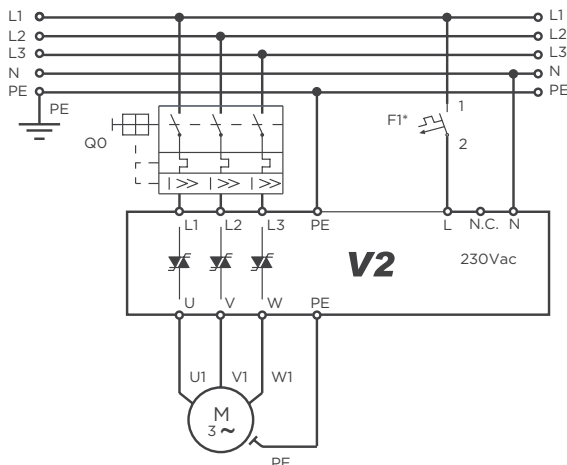 L1 L1
L2 L2
L3 L3
N N
PE PE
PE
1
F1*
2
Q0
I>> I>> I>>
L1 L2 L3 PE L N.C. N
V2 230Vac
U V W PE
U1 V1 W1
M
3~
PE